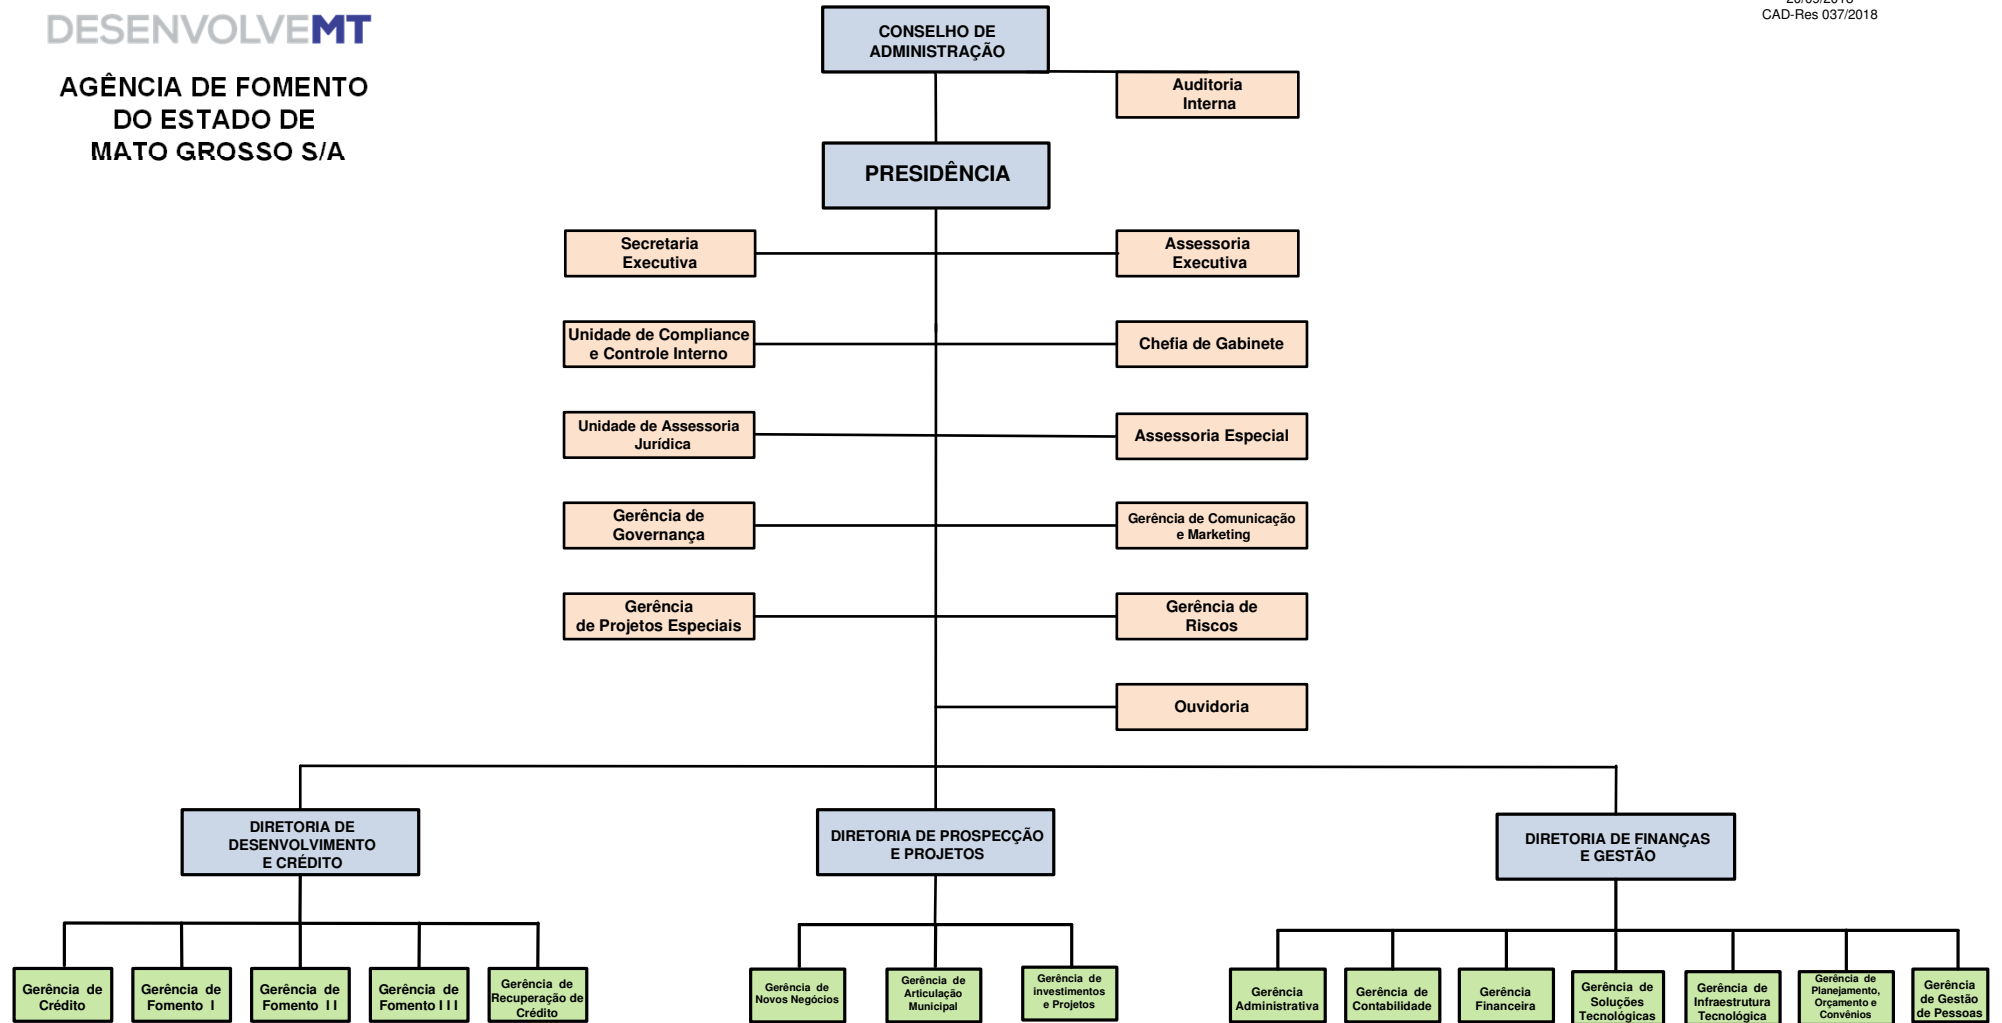 DESENVOLVEMT
AGÊNCIA DE FOMENTO
DO ESTADO DE
MATO GROSSO S/A
CAD-Res 037/2018
CONSELHO DE
ADMINISTRAÇÃO
Auditoria
Interna
PRESIDÊNCIA
Secretaria
Executiva
Assessoria
Executiva
Unidade de Compliance
e Controle Interno
Chefia de Gabinete
Unidade de Assessoria
Jurídica
Assessoria Especial
Gerência de
Governança
Gerência de Comunicação
e Marketing
Gerência
de Projetos Especiais
Gerência de
Riscos
Ouvidoria
DIRETORIA DE
DESENVOLVIMENTO
E CRÉDITO
DIRETORIA DE PROSPECÇÃO
E PROJETOS
DIRETORIA DE FINANÇAS
E GESTÃO
Gerência de
Crédito
Gerência de
Fomento I
Gerência de
Fomento I I
Gerência de
Fomento I I I
Gerência de
Recuperação de
Crédito
Gerência de
Novos Negócios
Gerência de
Articulação
Municipal
Gerência de
investimentos
e Projetos
Gerência
Administrativa
Gerência de
Contabilidade
Gerência
Financeira
Gerência de
Soluções
Tecnológicas
Gerência de
Infraestrutura
Tecnológica
Gerência de
Planejamento,
Orçamento e
Convênios
Gerência
de Gestão
de Pessoas